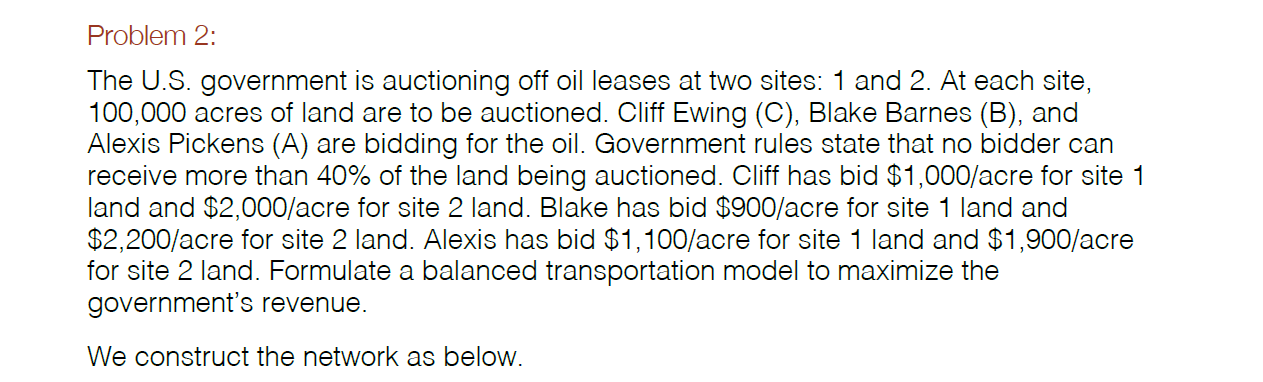 Problem 2:
The U.S. government is auctioning off oil leases at two sites: 1 and 2. At each site,
100,000 acres of land are to be auctioned. Cliff Ewing (C), Blake Barnes (B), and
Alexis Pickens (A) are bidding for the oil. Government rules state that no bidder can
receive more than 40% of the land being auctioned. Cliff has bid $1,000/acre for site 1
land and $2,000/acre for site 2 land. Blake has bid $900/acre for site 1 land and
$2,200/acre for site 2 land. Alexis has bid $1,100/acre for site 1 land and $1,900/acre
for site 2 land. Formulate a balanced transportation model to maximize the
government’s revenue.
We construct the network as below.